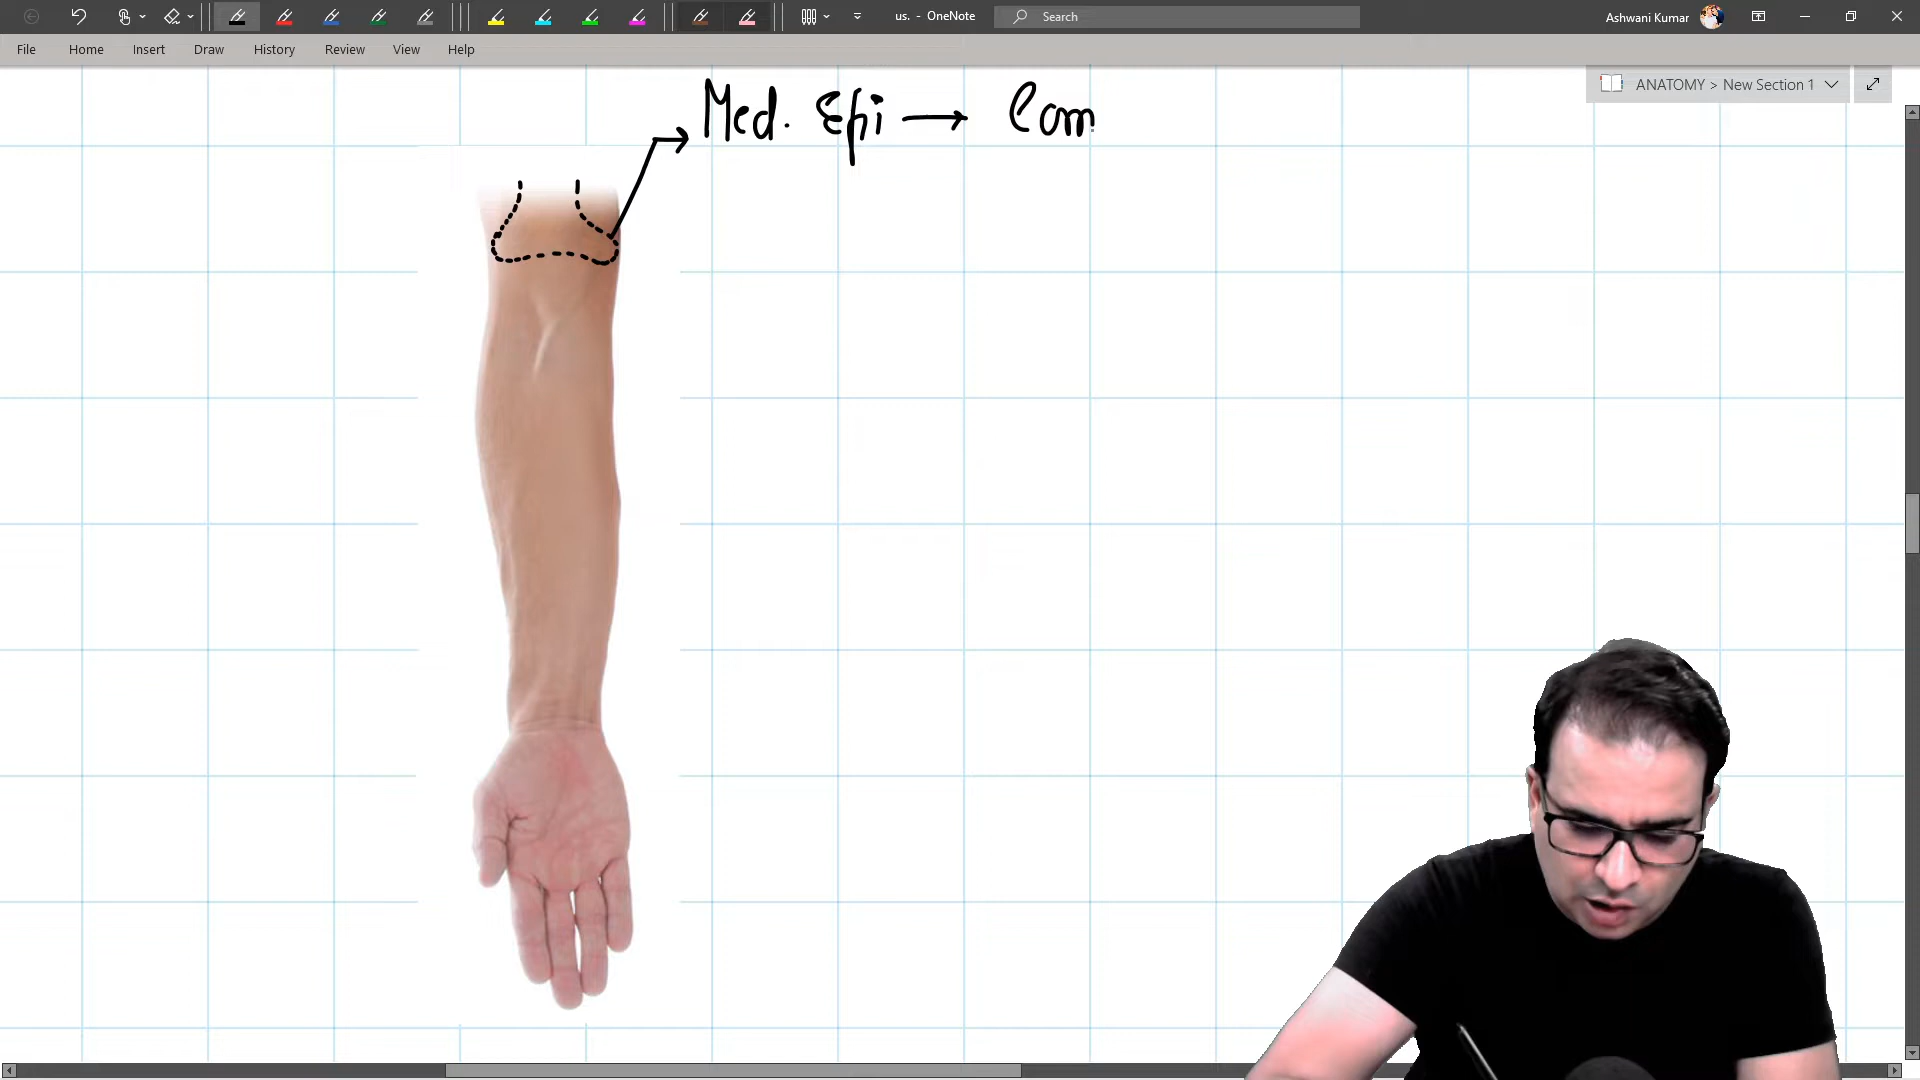 us. - OneNote
Search
Ashwani Kumar
File Home Insert Draw History Review View Help
ANATOMY > New Section 1
Med. Epi → Com